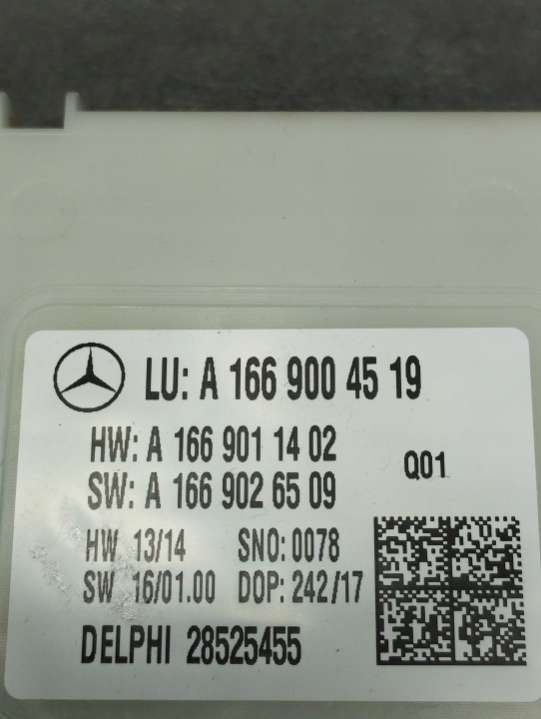 LU: A 166 900 45 19
HW: A 166 901 14 02
SW: A 166 902 65 09
Q01
HW 13/14 SNO: 0078
SW 16/01.00 DOP: 242/17
DELPHI 28525455